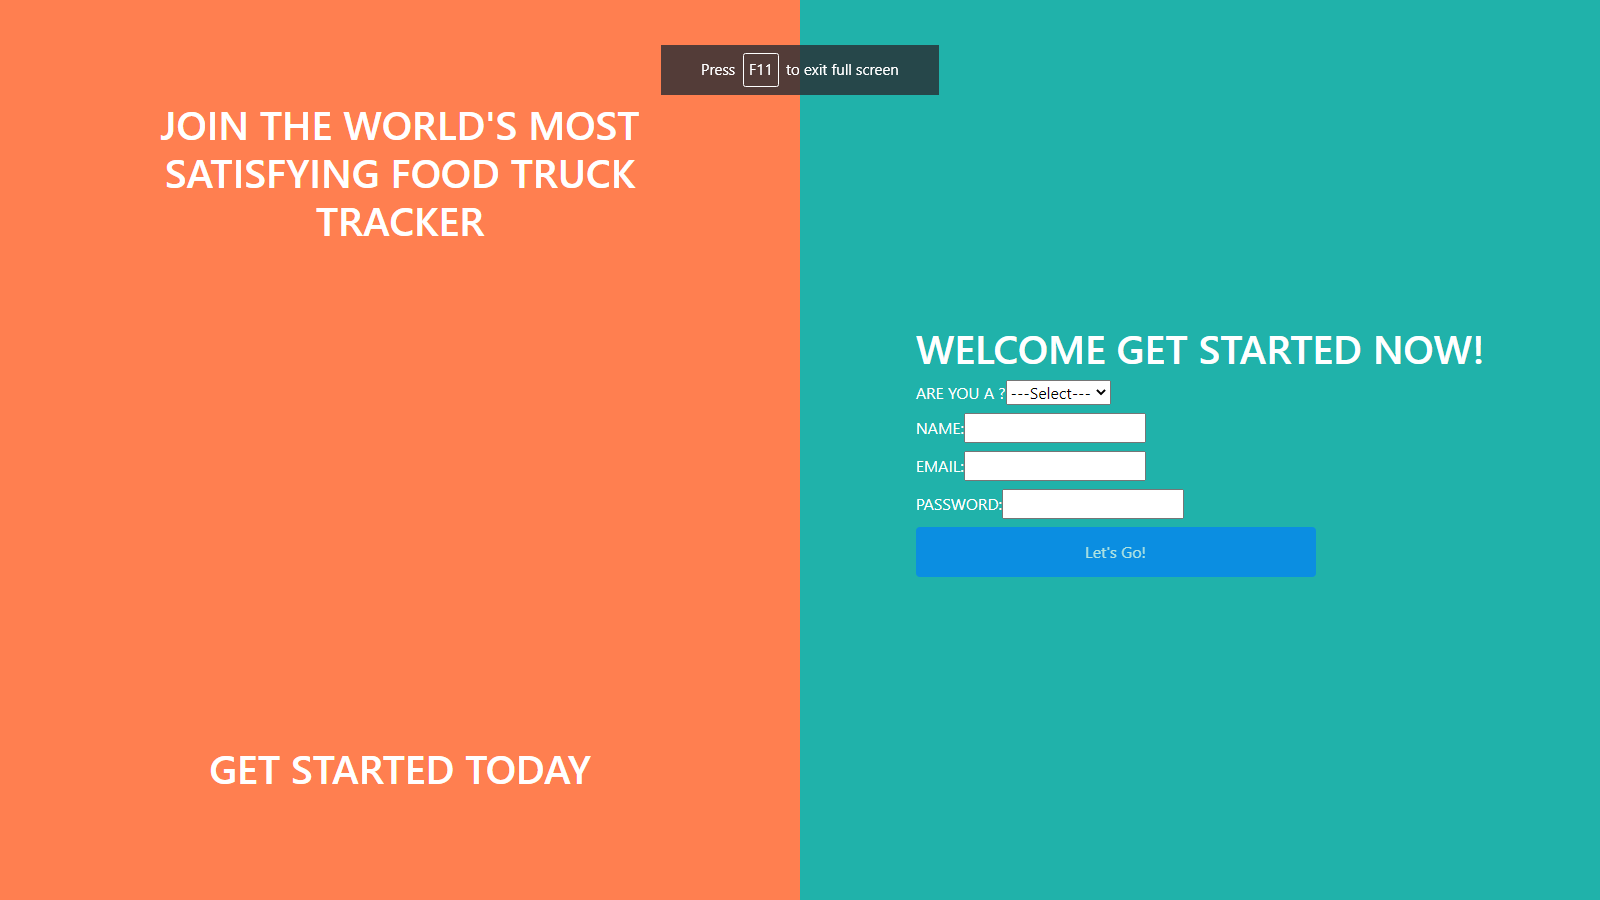 Press F11 to exit full screen
JOIN THE WORLD'S MOST
SATISFYING FOOD TRUCK
TRACKER
GET STARTED TODAY
WELCOME GET STARTED NOW!
ARE YOU A ? ---Select---
NAME:
EMAIL:
PASSWORD:
Let's Go!